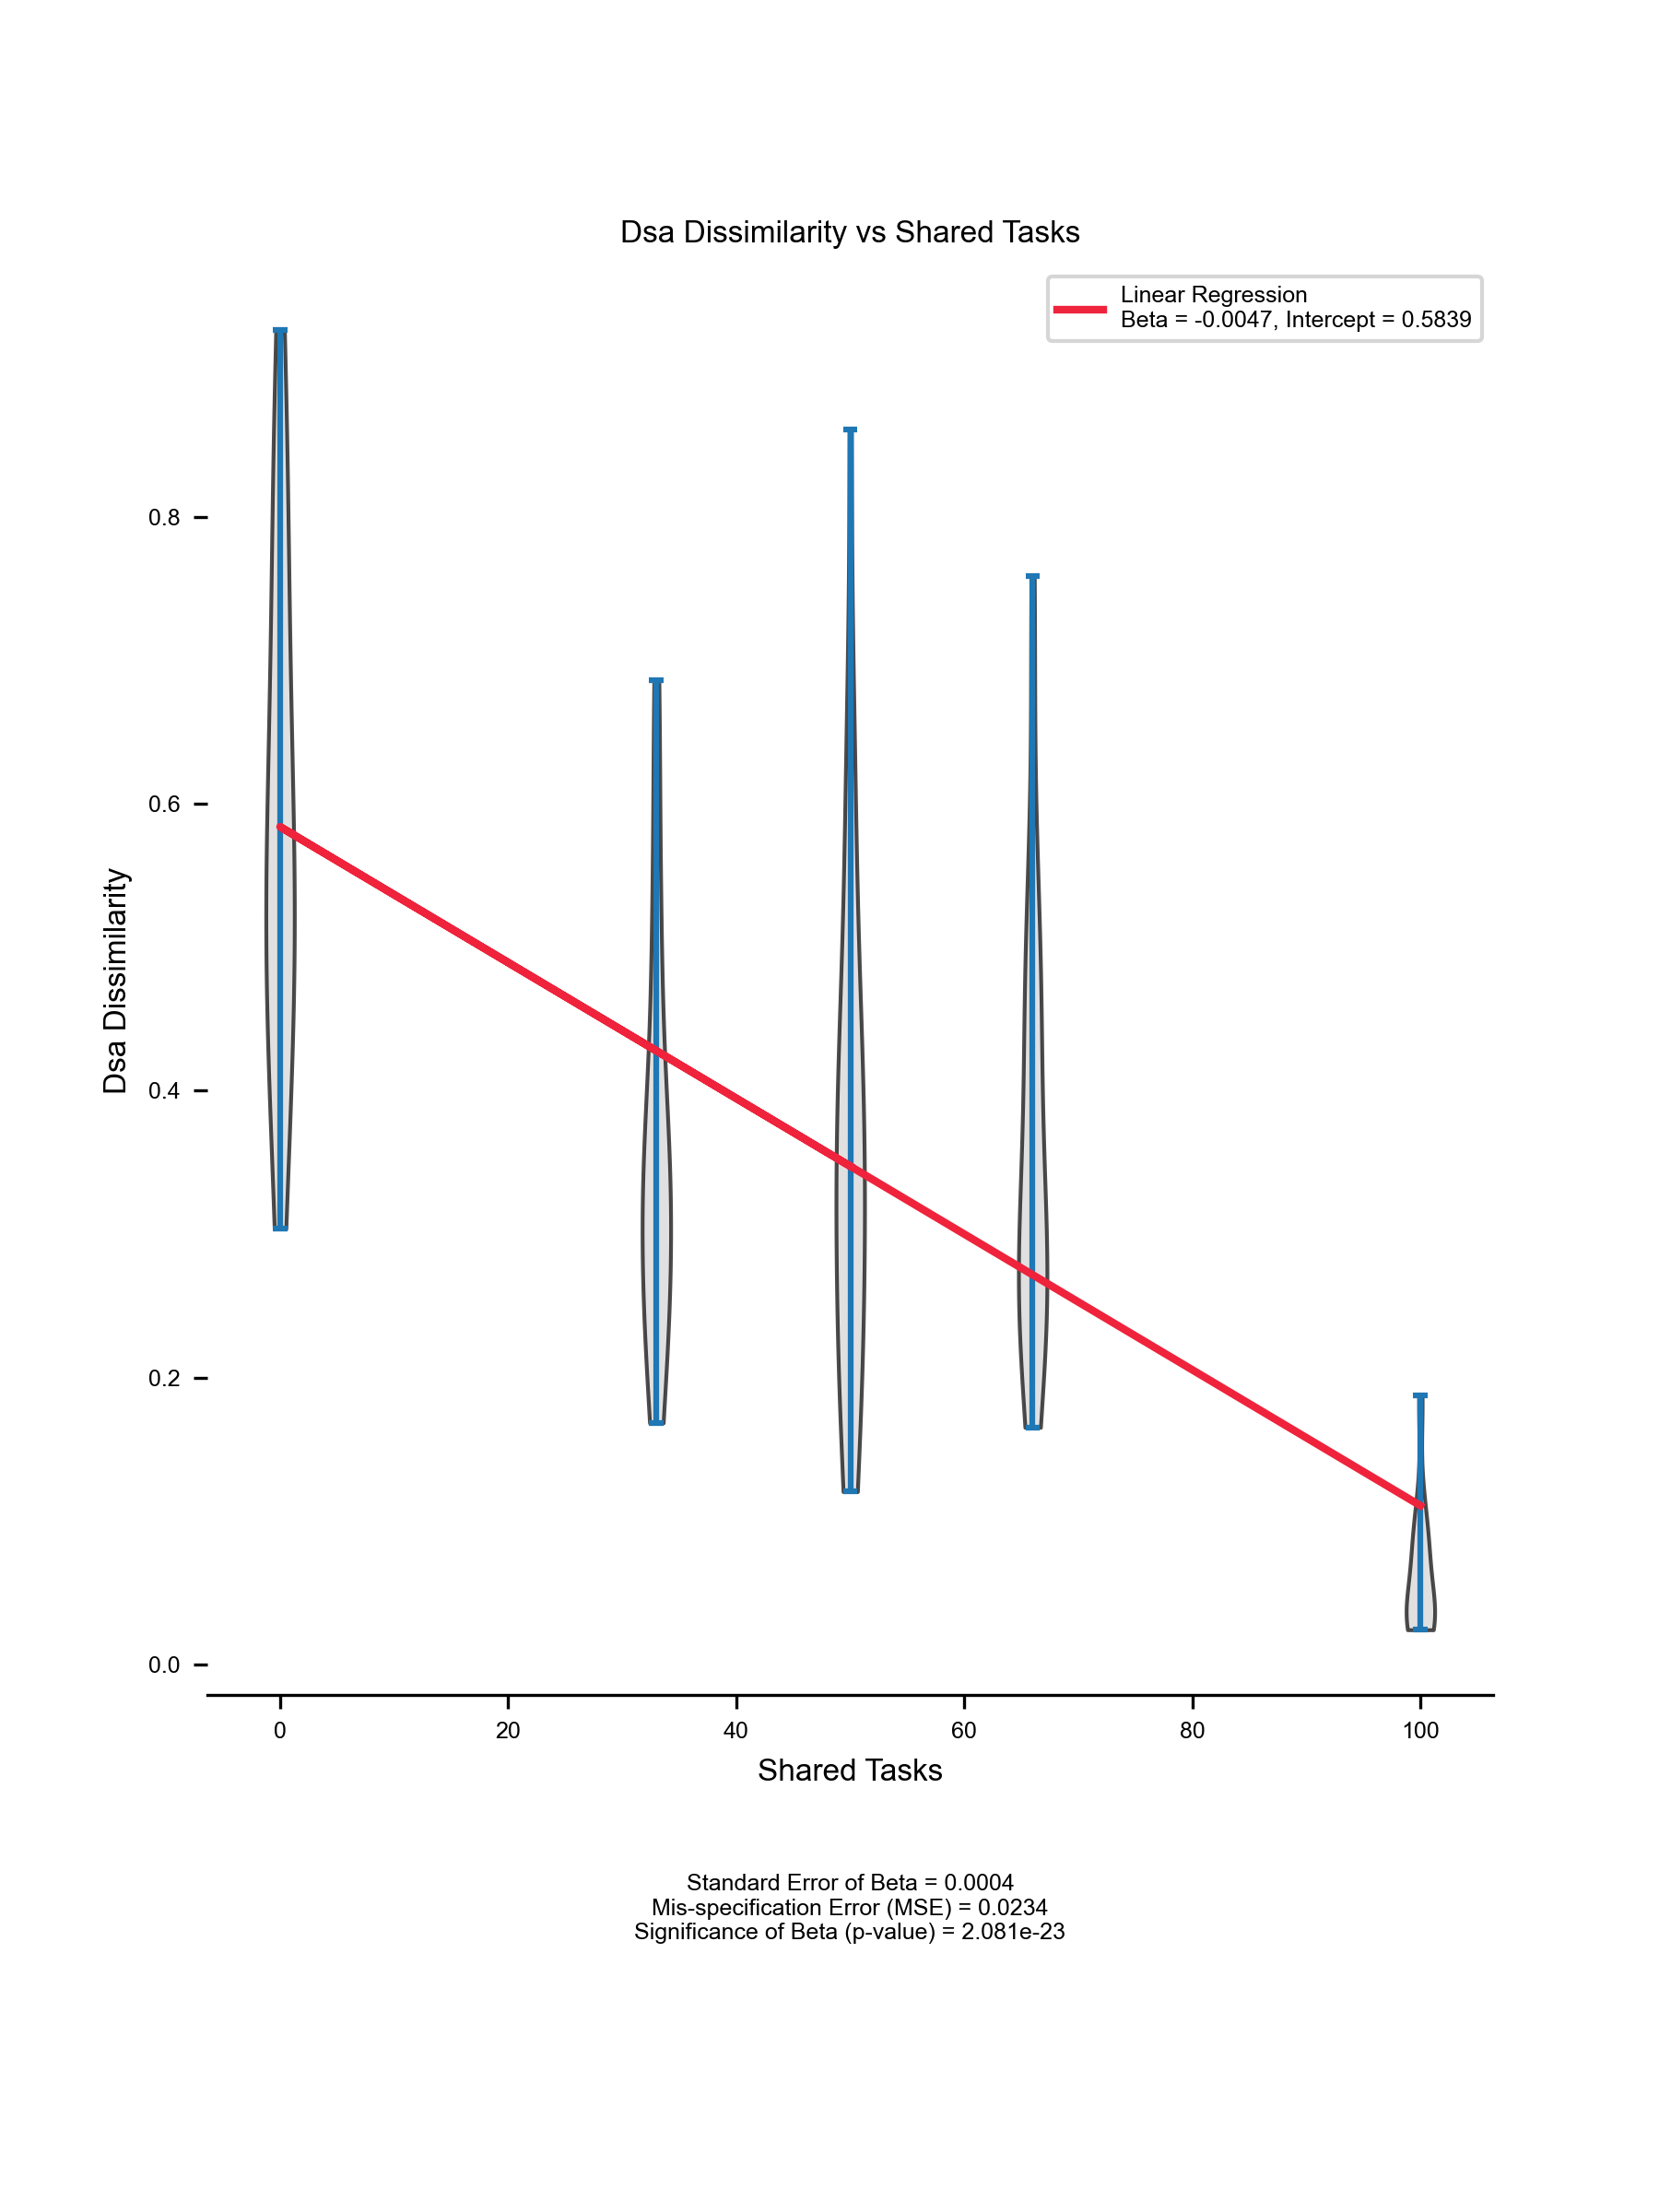 Dsa Dissimilarity vs Shared Tasks
Linear Regression
Beta = -0.0047, Intercept = 0.5839
0.8
0.6
0.4
0.2
0.0
Dsa Dissimilarity
0 20 40 60 80 100
Shared Tasks
Standard Error of Beta = 0.0004
Mis-specification Error (MSE) = 0.0234
Significance of Beta (p-value) = 2.081e-23